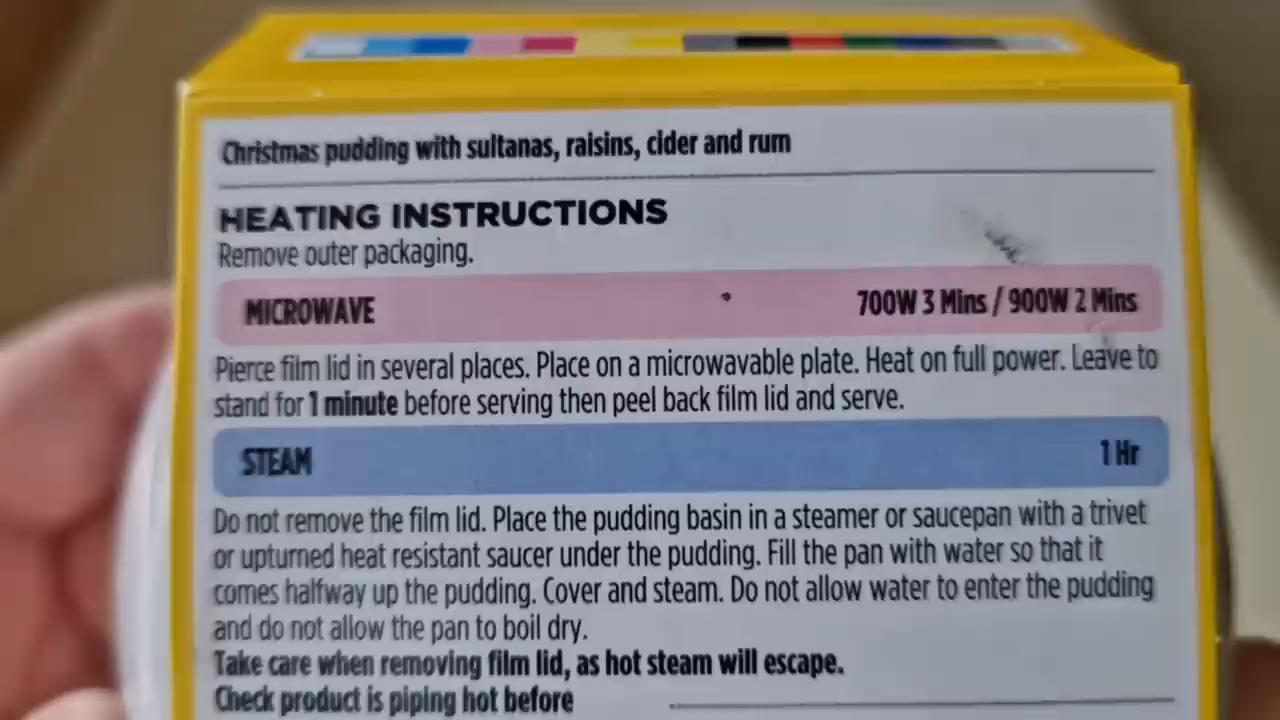 Christmas pudding with sultanas, raisins, cider and rum
HEATING INSTRUCTIONS
Remove outer packaging.
MICROWAVE 700W 3 Mins / 900W 2 Mins
Pierce film lid in several places. Place on a microwavable plate. Heat on full power. Leave to
stand for 1 minute before serving then peel back film lid and serve.
STEAM 1 Hr
Do not remove the film lid. Place the pudding basin in a steamer or saucepan with a trivet
or upturned heat resistant saucer under the pudding. Fill the pan with water so that it
comes halfway up the pudding. Cover and steam. Do not allow water to enter the pudding
and do not allow the pan to boil dry.
Take care when removing film lid, as hot steam will escape.
Check product is piping hot before